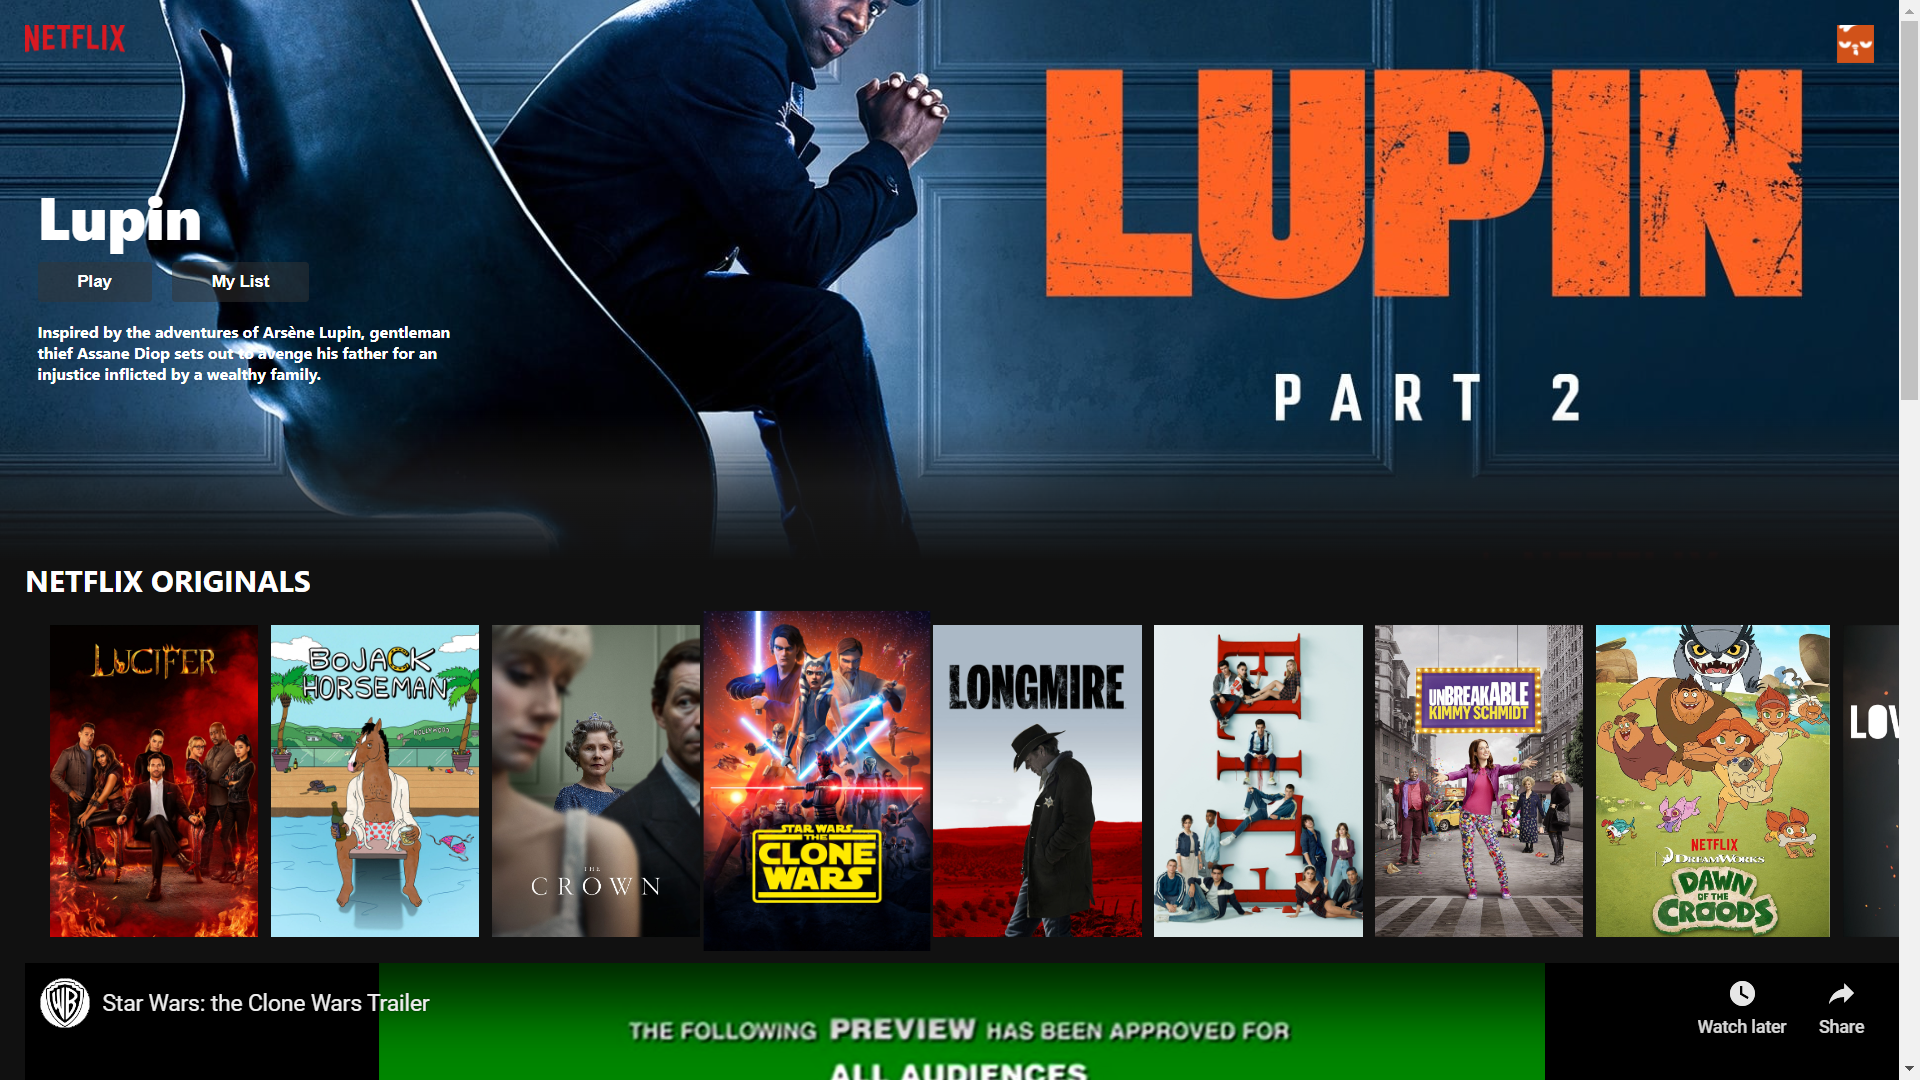 NETFLIX
LUPIN
PART 2
Lupin
Play
My List
Inspired by the adventures of Arsène Lupin, gentleman
thief Assane Diop sets out to avenge his father for an
injustice inflicted by a wealthy family.
NETFLIX ORIGINALS
LUCIFER
BOJACK
HORSEMAN
HOLLYWOOD
THE
CROWN
STAR WARS
THE
CLONE
WARS
LONGMIRE
ELITE
UNBREAKABLE
KIMMY SCHMIDT
NETFLIX
DREAMWORKS
DAWN
OF THE
CROODS
LOV
WB
Star Wars: the Clone Wars Trailer
Watch later
Share
THE FOLLOWING PREVIEW HAS BEEN APPROVED FOR
ALL AUDIENCES